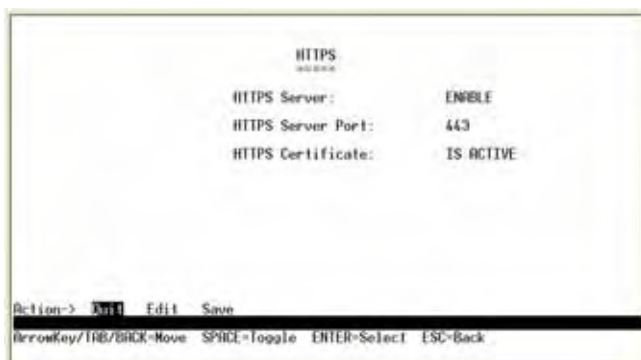 HTTPS
=====
HTTPS Server: ENABLE
HTTPS Server Port: 443
HTTPS Certificate: IS ACTIVE
Action-> Quit Edit Save
ArrowKey/TAB/BACK=Move SPACE=Toggle ENTER=Select ESC=Back